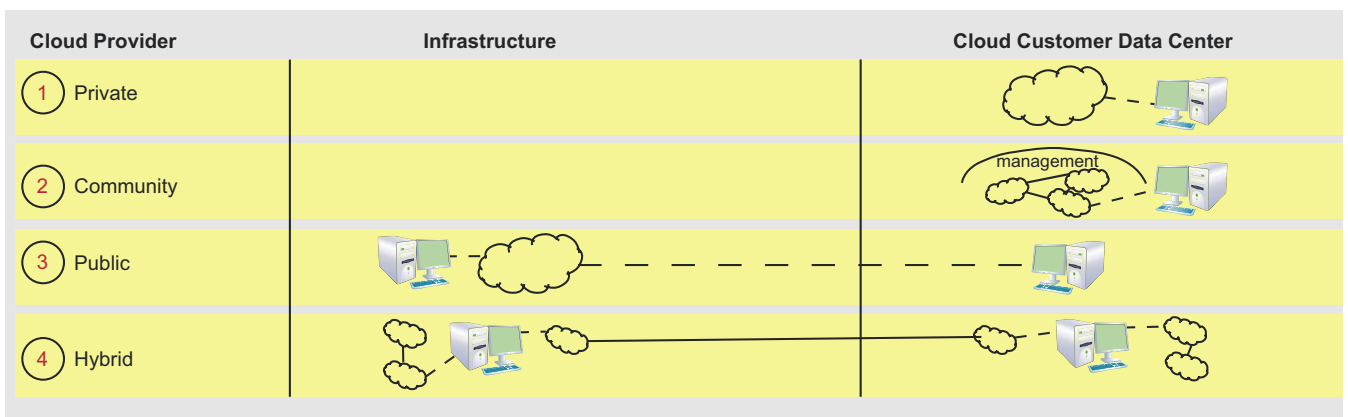 Cloud Provider
Infrastructure
Cloud Customer Data Center
1 Private
2 Community
management
3 Public
4 Hybrid